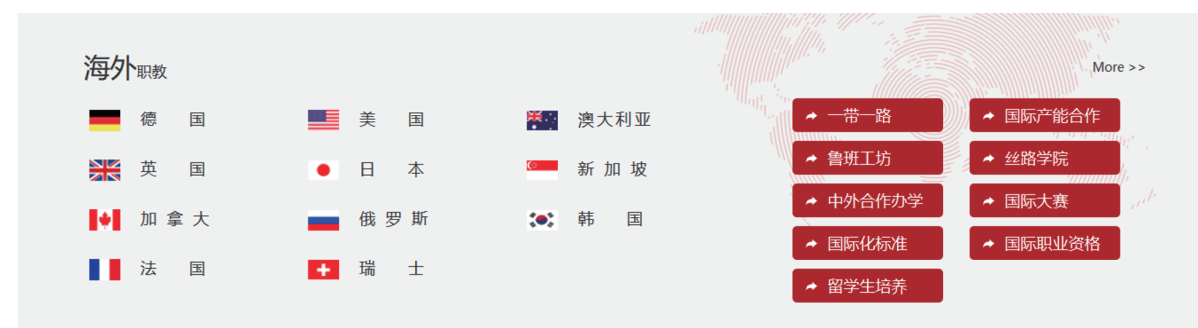 海外职教
More >>
德 国
美 国
澳大利亚
英 国
日 本
新 加 坡
加 拿 大
俄 罗 斯
韩 国
法 国
瑞 士
一带一路
国际产能合作
鲁班工坊
丝路学院
中外合作办学
国际大赛
国际化标准
国际职业资格
留学生培养